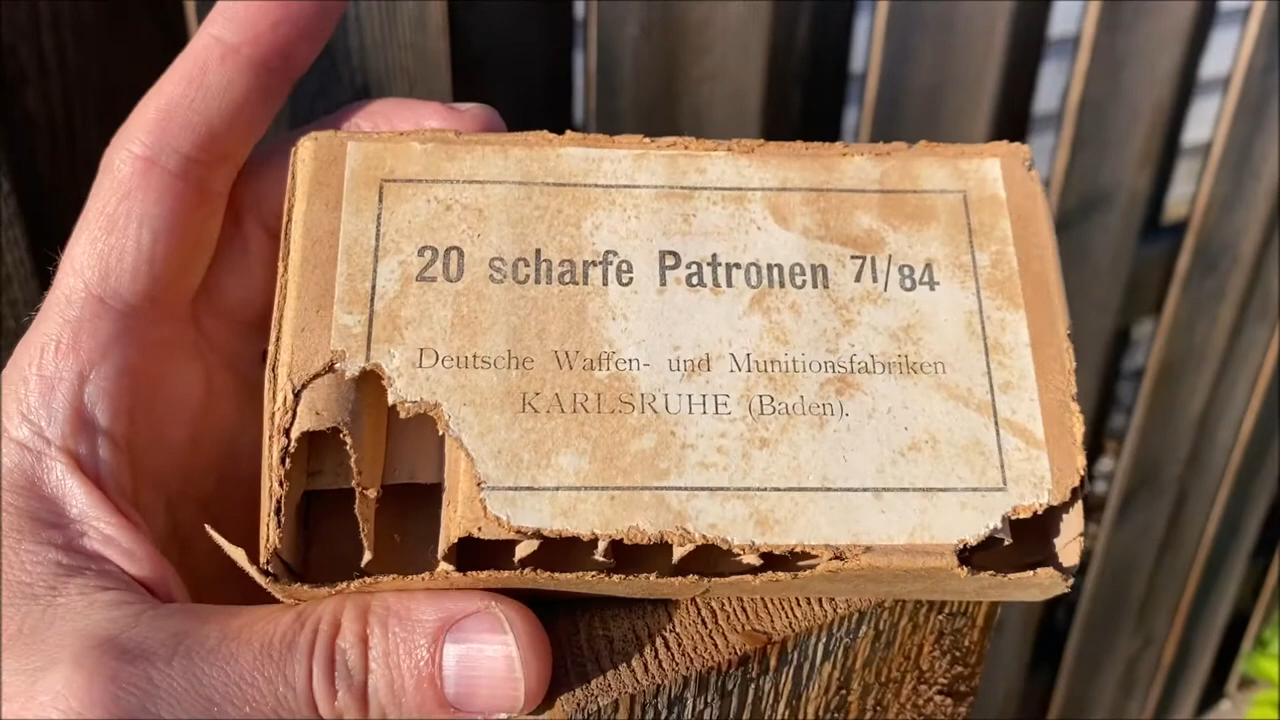 20 scharfe Patronen 71/84
Deutsche Waffen- und Munitionsfabriken
KARLSRUHE (Baden).